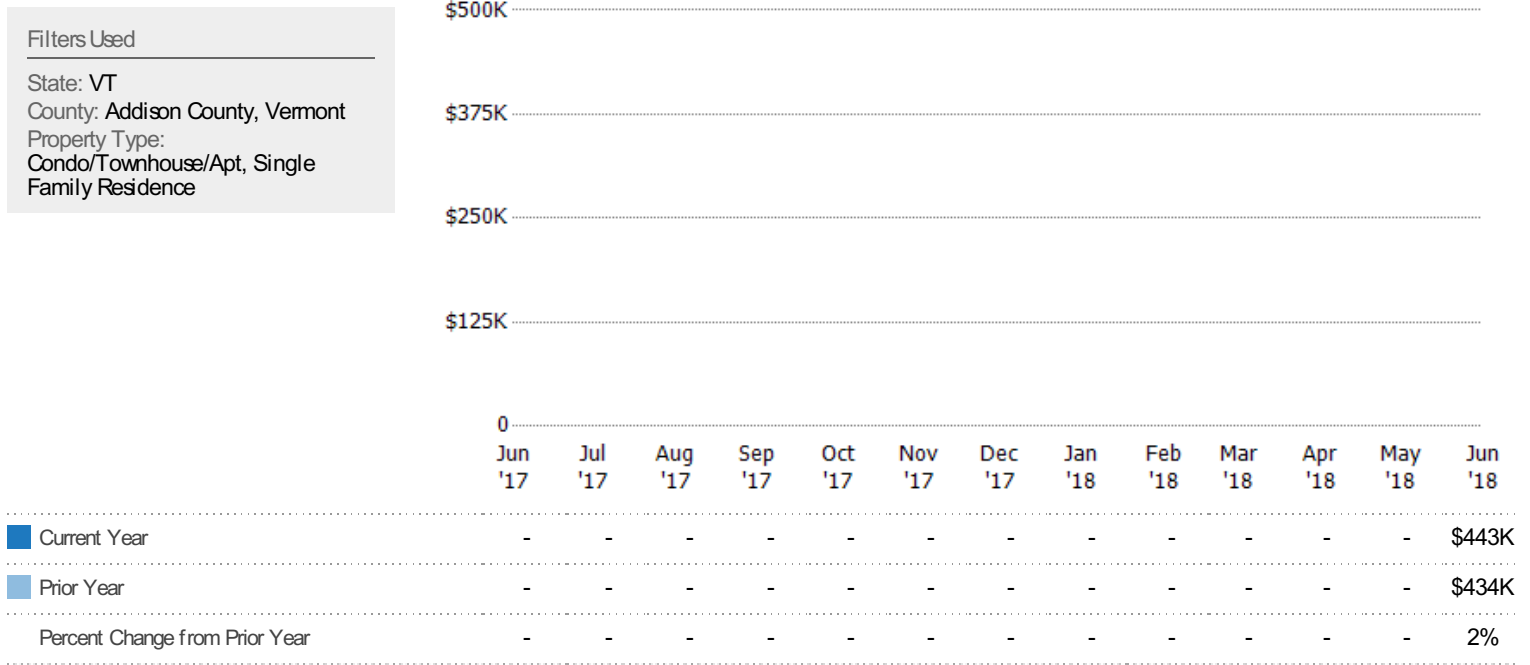 Filters Used
State: VT
County: Addison County, Vermont
Property Type:
Condo/Townhouse/Apt, Single
Family Residence
$500K
$375K
$250K
$125K
0
Jun Jul Aug Sep Oct Nov Dec Jan Feb Mar Apr May Jun
'17 '17 '17 '17 '17 '17 '17 '18 '18 '18 '18 '18 '18
Current Year - - - - - - - - - - - - $443K
Prior Year - - - - - - - - - - - - $434K
Percent Change from Prior Year - - - - - - - - - - - - 2%